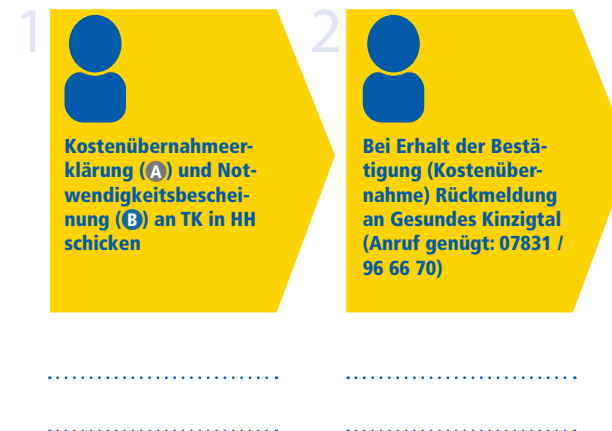 1
Kostenübernahmeer-
klärung (A) und Not-
wendigkeitsbeschei-
nung (B) an TK in HH
schicken
2
Bei Erhalt der Bestä-
tigung (Kostenüber-
nahme) Rückmeldung
an Gesundes Kinzigtal
(Anruf genügt: 07831 /
96 66 70)